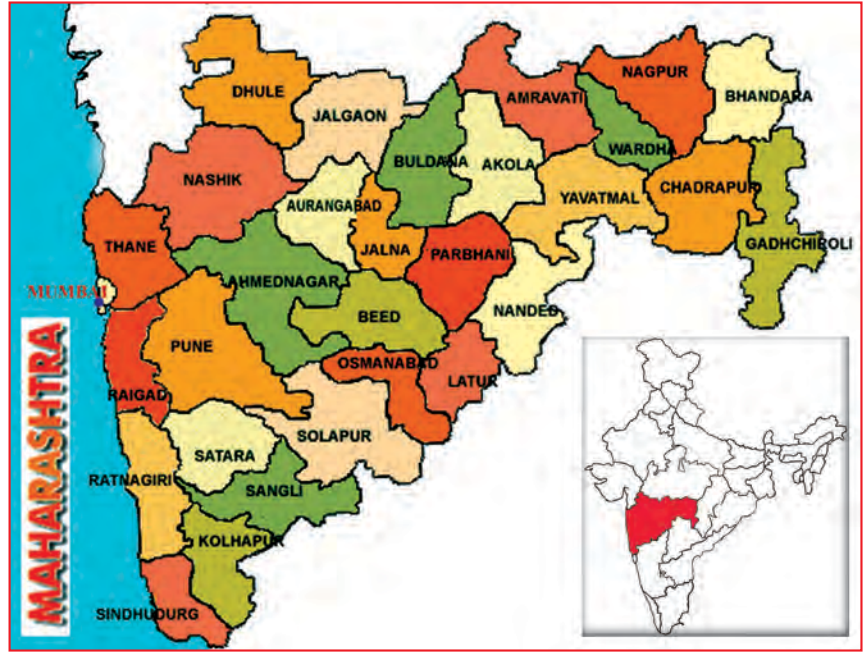 DHULE
JALGAON
NASHIK
AURANGABAD
BULDANA
AKOLA
AMRAVATI
NAGPUR
WARDHA
BHANDARA
YAVATMAL
CHADRAPUR
GADHCHIROLI
THANE
MUMBAI
AHMEDNAGAR
JALNA
PARBHANI
BEED
NANDED
PUNE
RAIGAD
OSMANABAD
LATUR
SOLAPUR
SATARA
RATNAGIRI
SANGLI
KOLHAPUR
SINDHUDURG
MAHARASHTRA